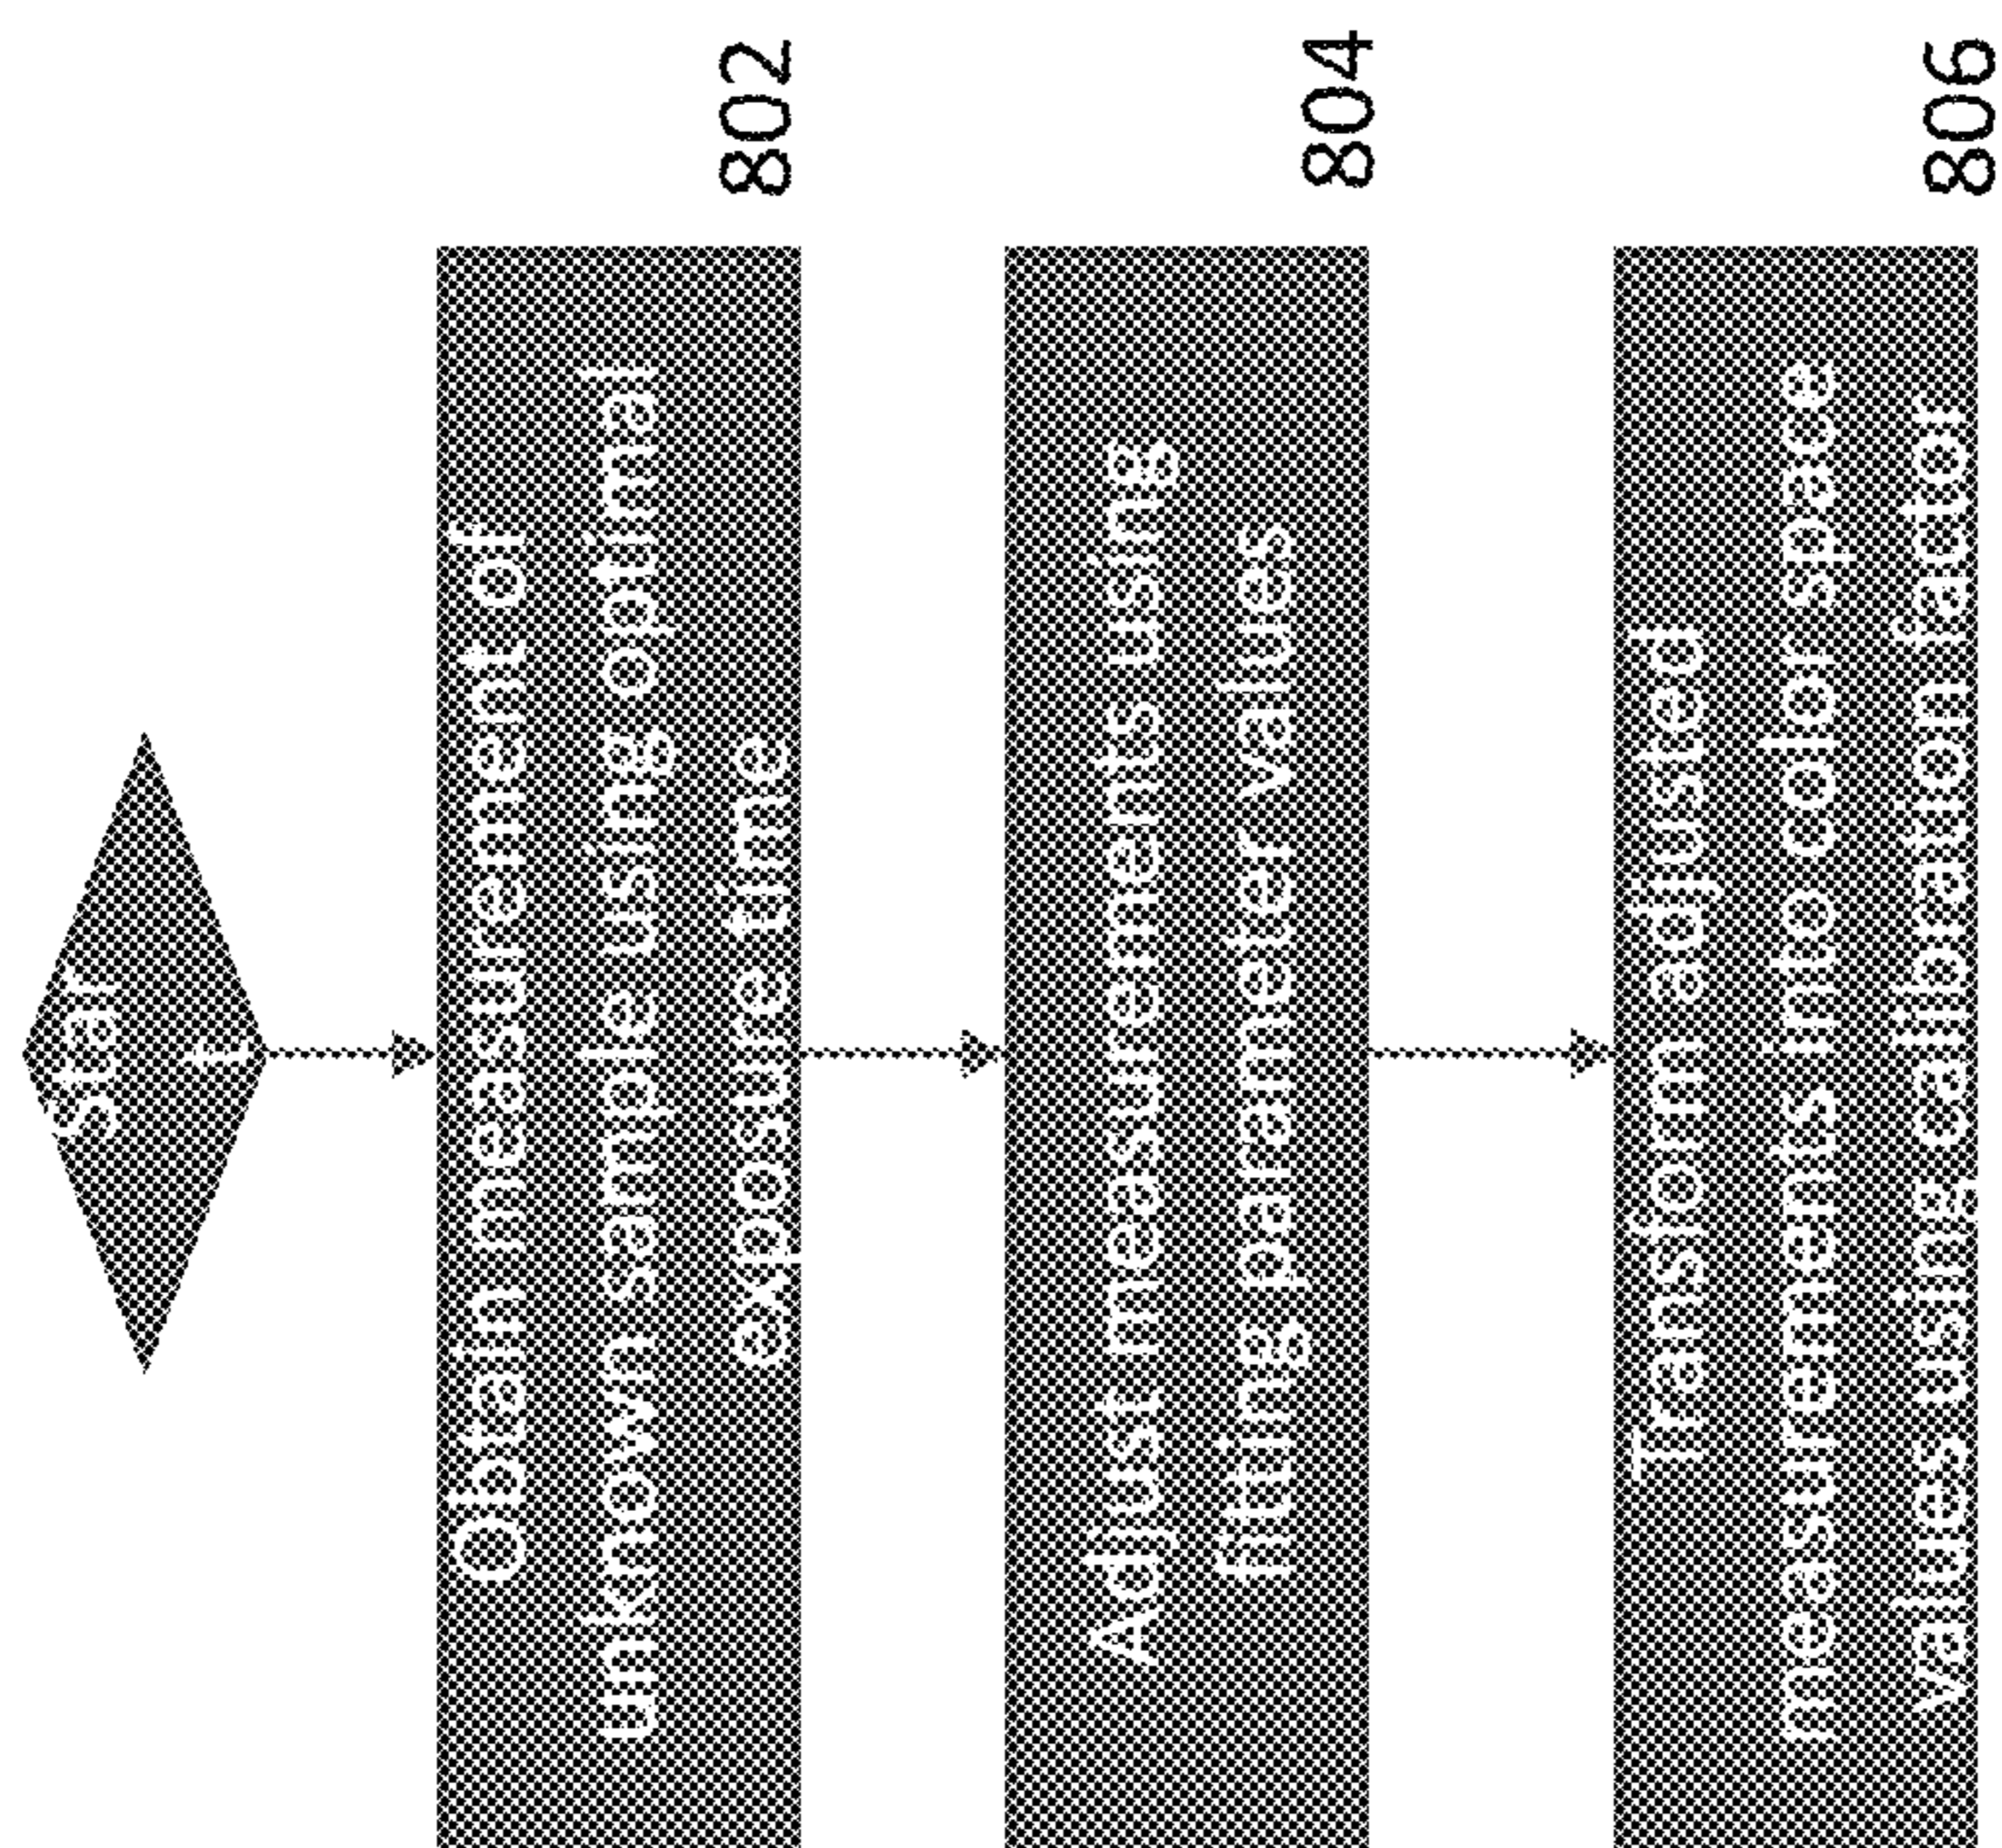 Star
t
Obtain measurement of
unknown sample using optimal
exposure time
802
Adjust measurements using
fitting parameter values
804
Transform adjusted
measurements into color space
values using calibration factor
806